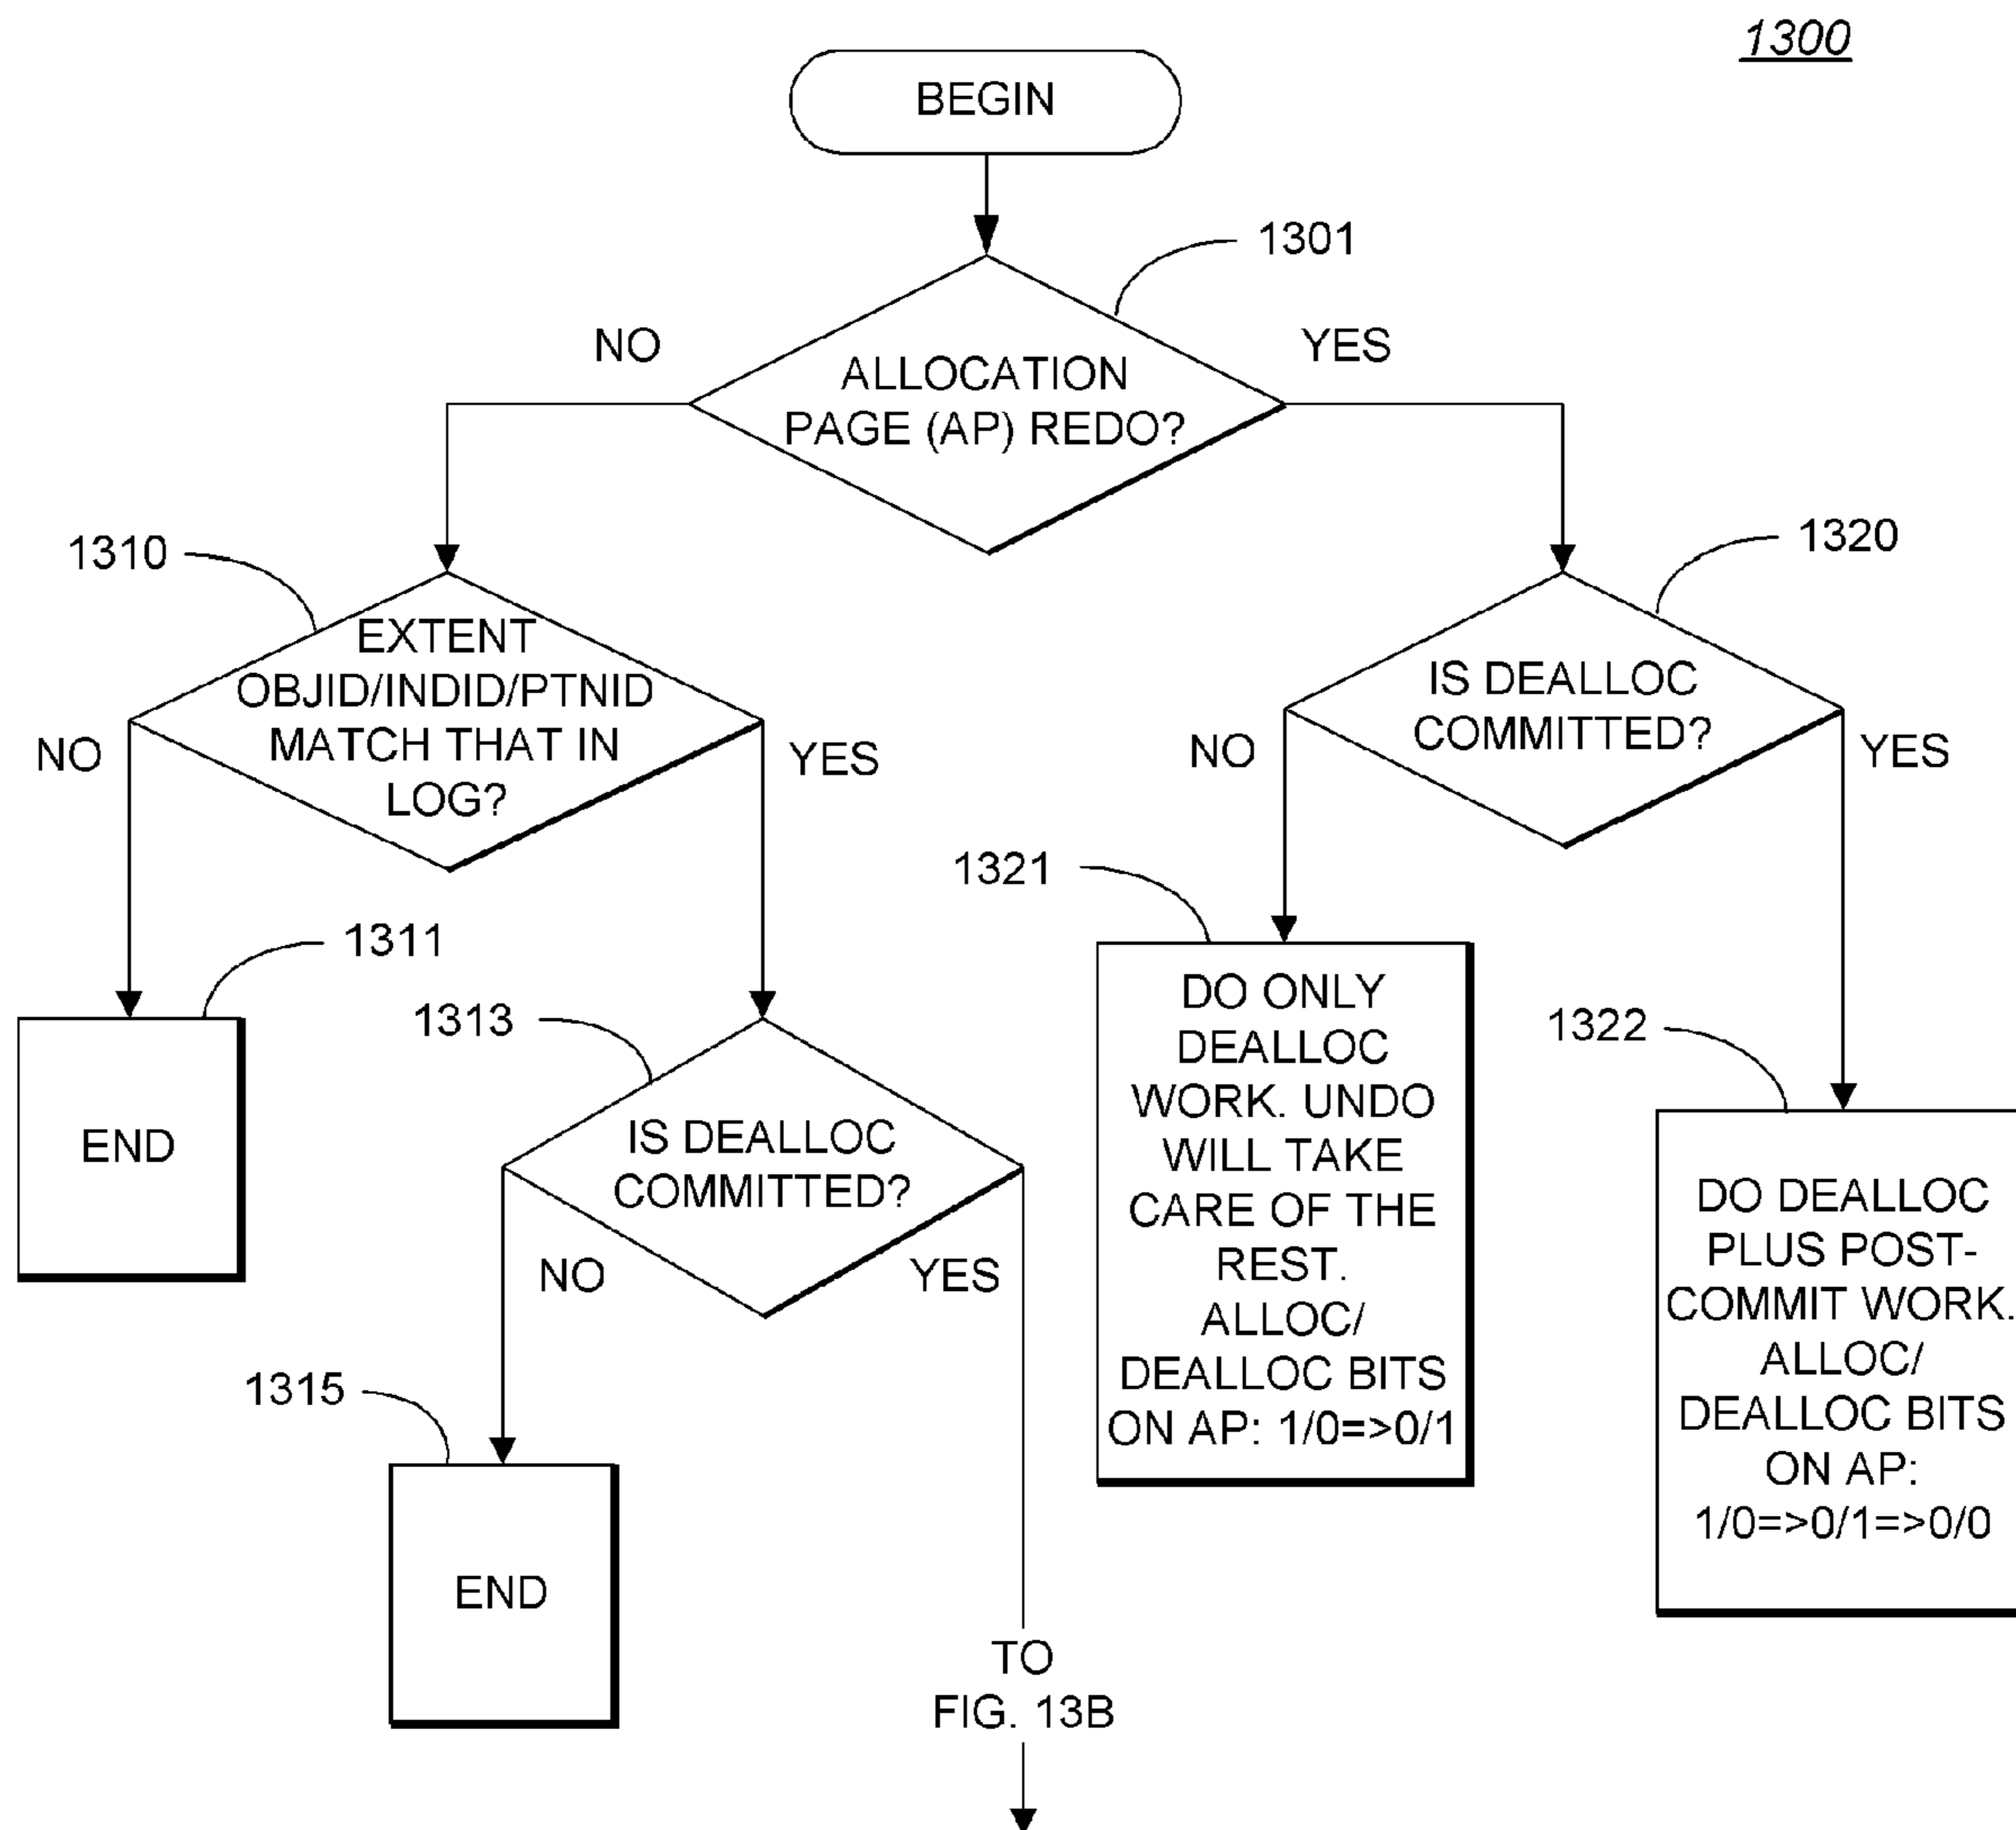 1300
BEGIN
1301
NO
YES
ALLOCATION
PAGE (AP) REDO?
1310
1320
EXTENT
OBJID/INDID/PTNID
MATCH THAT IN
LOG?
NO
YES
IS DEALLOC
COMMITTED?
NO
YES
1311
END
1313
IS DEALLOC
COMMITTED?
NO
YES
1315
END
TO
FIG. 13B
1321
DO ONLY
DEALLOC
WORK. UNDO
WILL TAKE
CARE OF THE
REST.
ALLOC/
DEALLOC BITS
ON AP: 1/0=>0/1
1322
DO DEALLOC
PLUS POST-
COMMIT WORK.
ALLOC/
DEALLOC BITS
ON AP:
1/0=>0/1=>0/0